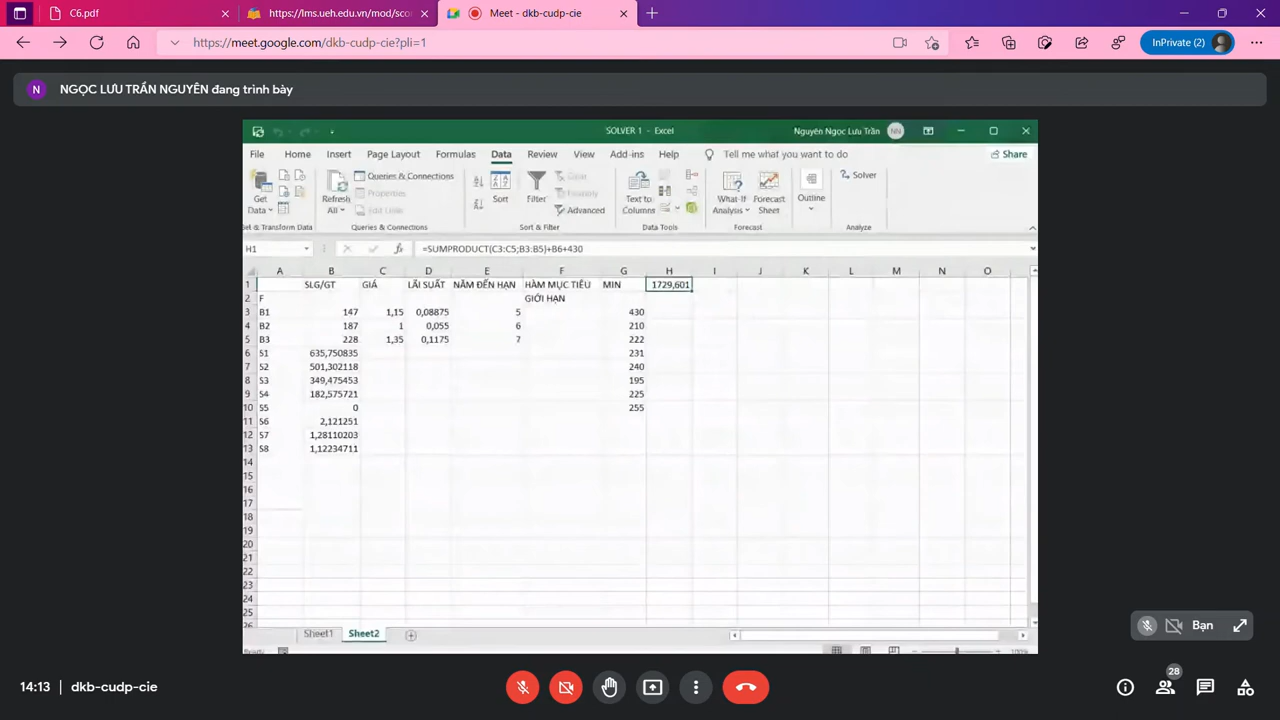 C6.pdf
https://lms.ueh.edu.vn/mod/sco
Meet - dkb-cudp-cie
https://meet.google.com/dkb-cudp-cie?pli=1
InPrivate (2)
N NGỌC LƯU TRẦN NGUYÊN đang trình bày
SOLVER 1 - Excel
Nguyên Ngọc Lưu Trần NN
File Home Insert Page Layout Formulas Data Review View Add-ins Help Tell me what you want to do Share
Get Data
Refresh All
Queries & Connections
Properties
Edit Links
Sort
Filter
Clear
Reapply
Advanced
Text to Columns
What-If Analysis
Forecast Sheet
Outline
Solver
et & Transform Data Queries & Connections Sort & Filter Data Tools Forecast Analyze
H1 fx =SUMPRODUCT(C3:C5;B3:B5)+B6+430
A B C D E F G H I J K L M N O
1 SLG/GT GIÁ LÃI SUẤT NĂM ĐẾN HẠN HÀM MỤC TIÊU MIN 1729,601
2 F GIỚI HẠN
3 B1 147 1,15 0,08875 5 430
4 B2 187 1 0,055 6 210
5 B3 228 1,35 0,1175 7 222
6 S1 635,750835 231
7 S2 501,302118 240
8 S3 349,475453 195
9 S4 182,575721 225
10 S5 0 255
11 S6 2,121251
12 S7 1,28110203
13 S8 1,12234711
14
15
16
17
18
19
20
21
22
23
24
25
26
Sheet1 Sheet2
100%
Bạn
14:13 | dkb-cudp-cie
28